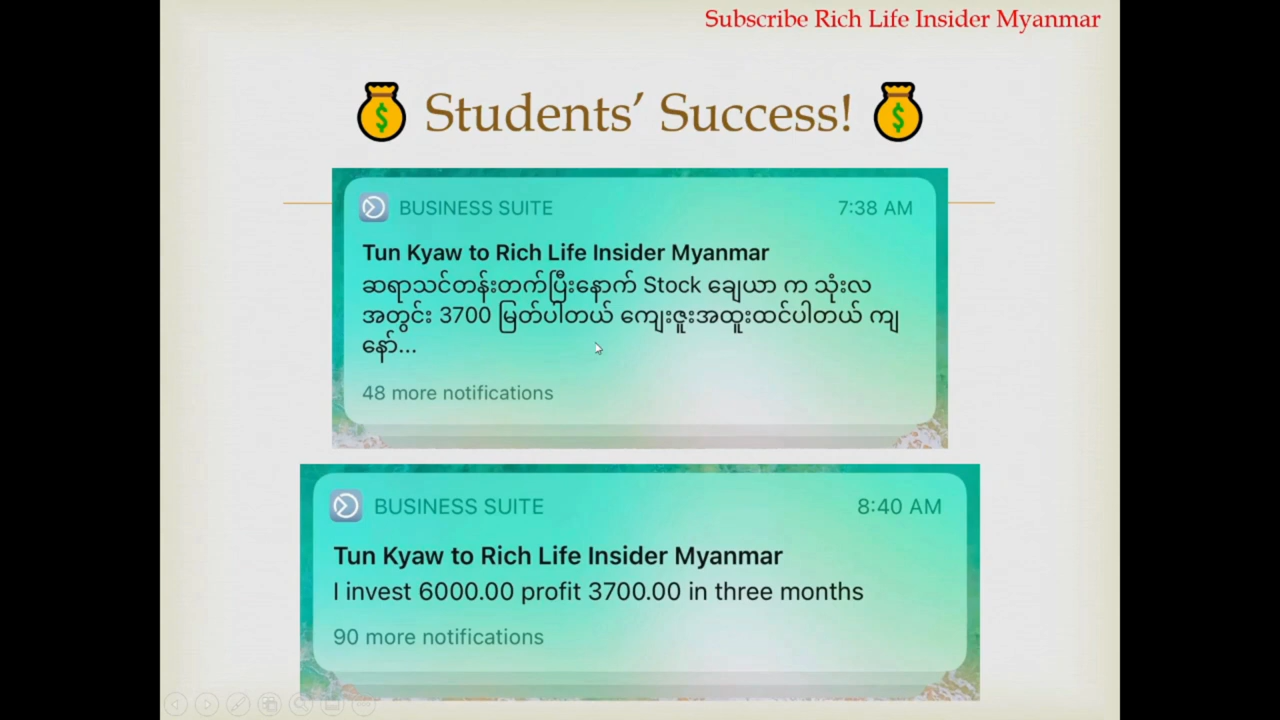 Subscribe Rich Life Insider Myanmar
Students’ Success!
BUSINESS SUITE 7:38 AM
Tun Kyaw to Rich Life Insider Myanmar
ဆရာသင်တန်းတက်ပြီးနောက် Stock ချေယာ က သုံးလ
အတွင်း 3700 မြတ်ပါတယ် ကျေးဇူးအထူးထင်ပါတယ် ကျ
နော်...
48 more notifications
BUSINESS SUITE 8:40 AM
Tun Kyaw to Rich Life Insider Myanmar
I invest 6000.00 profit 3700.00 in three months
90 more notifications